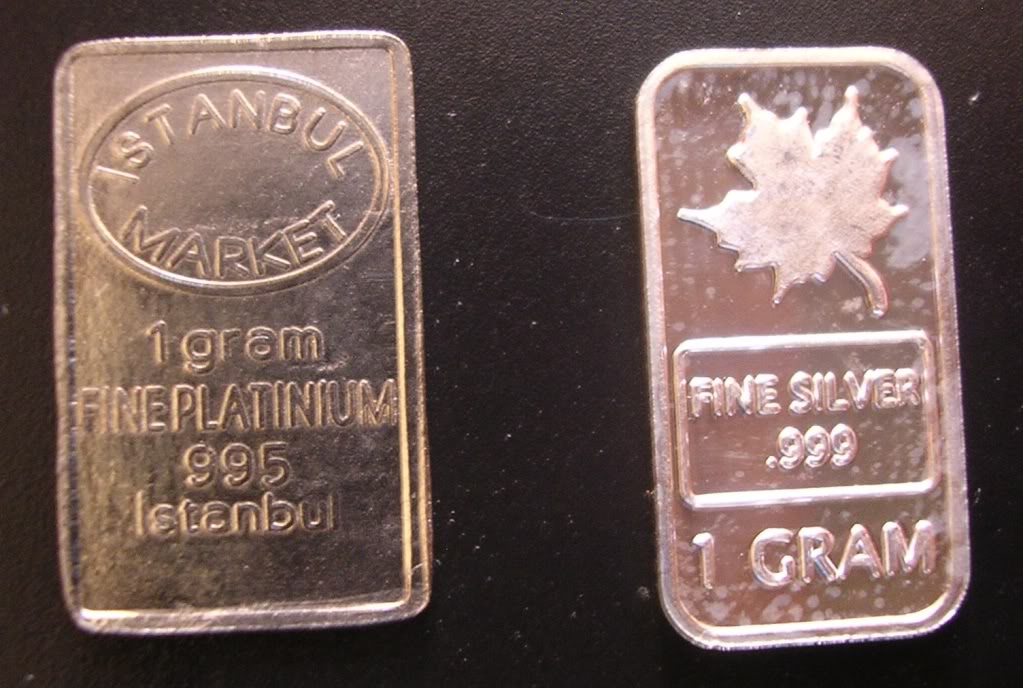 ISTANBUL
MARKET
1 gram
FINE PLATINIUM
995
Istanbul
FINE SILVER
.999
1 GRAM